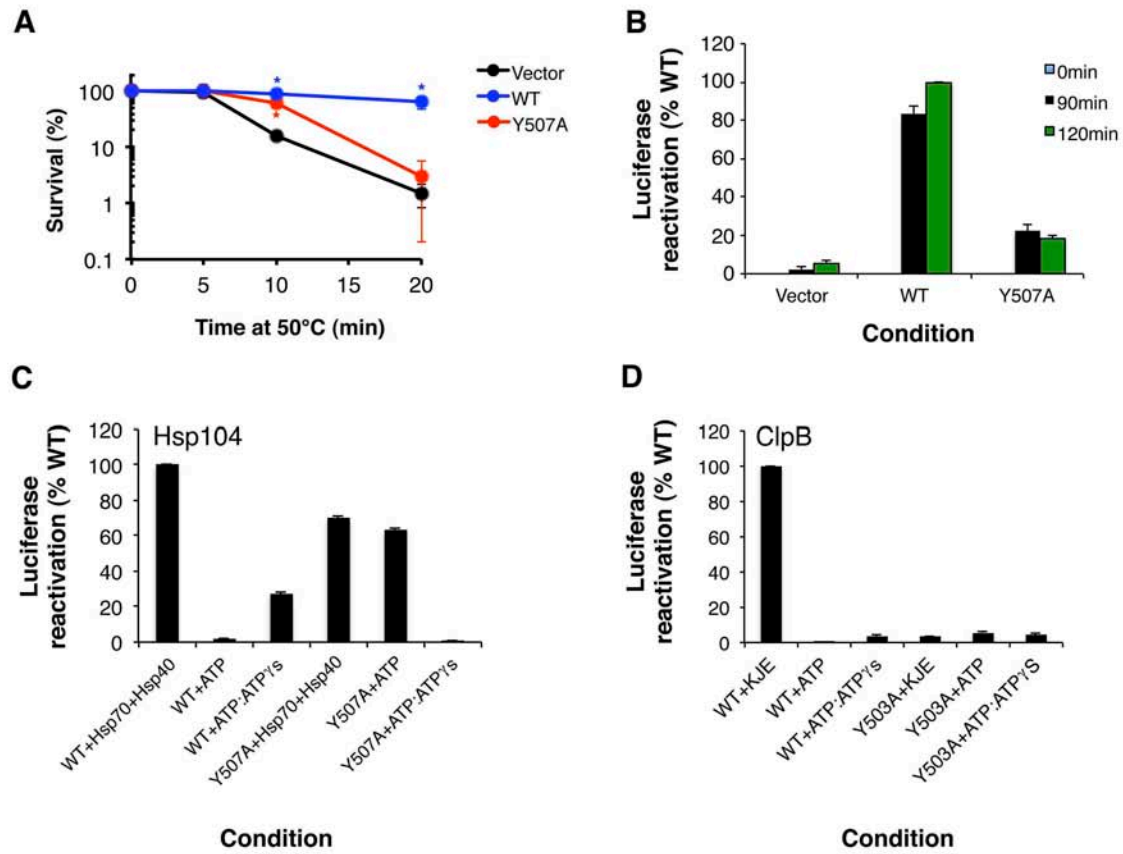 A
Survival (%)
100
10
1
0.1
0
5
10
15
20
Time at 50°C (min)
*
*
*
Vector
WT
Y507A
B
Luciferase
reactivation (% WT)
120
100
80
60
40
20
0
Vector
WT
Y507A
Condition
0min
90min
120min
C
Hsp104
Luciferase
reactivation (% WT)
120
100
80
60
40
20
0
WT+Hsp70+Hsp40
WT+ATP
WT+ATP:ATPγs
Y507A+Hsp70+Hsp40
Y507A+ATP
Y507A+ATP:ATPγs
Condition
D
ClpB
Luciferase
reactivation (% WT)
120
100
80
60
40
20
0
WT+KJE
WT+ATP
WT+ATP:ATPγs
Y503A+KJE
Y503A+ATP
Y503A+ATP:ATPγS
Condition